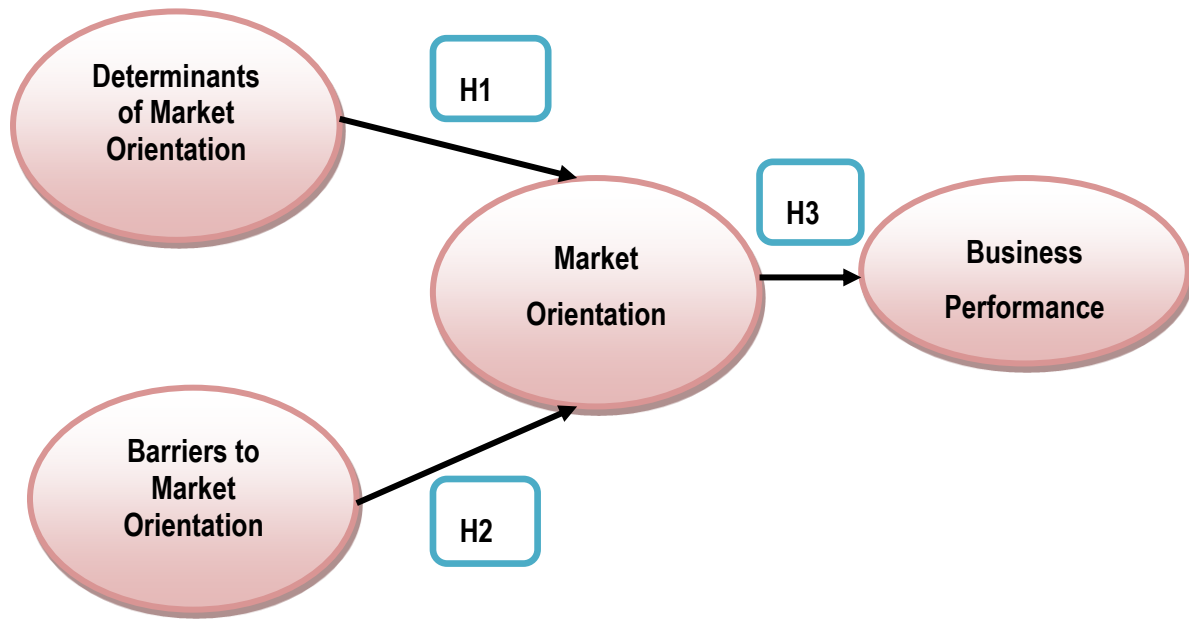 Determinants
of Market
Orientation
H1
Market
Orientation
H3
Business
Performance
Barriers to
Market
Orientation
H2